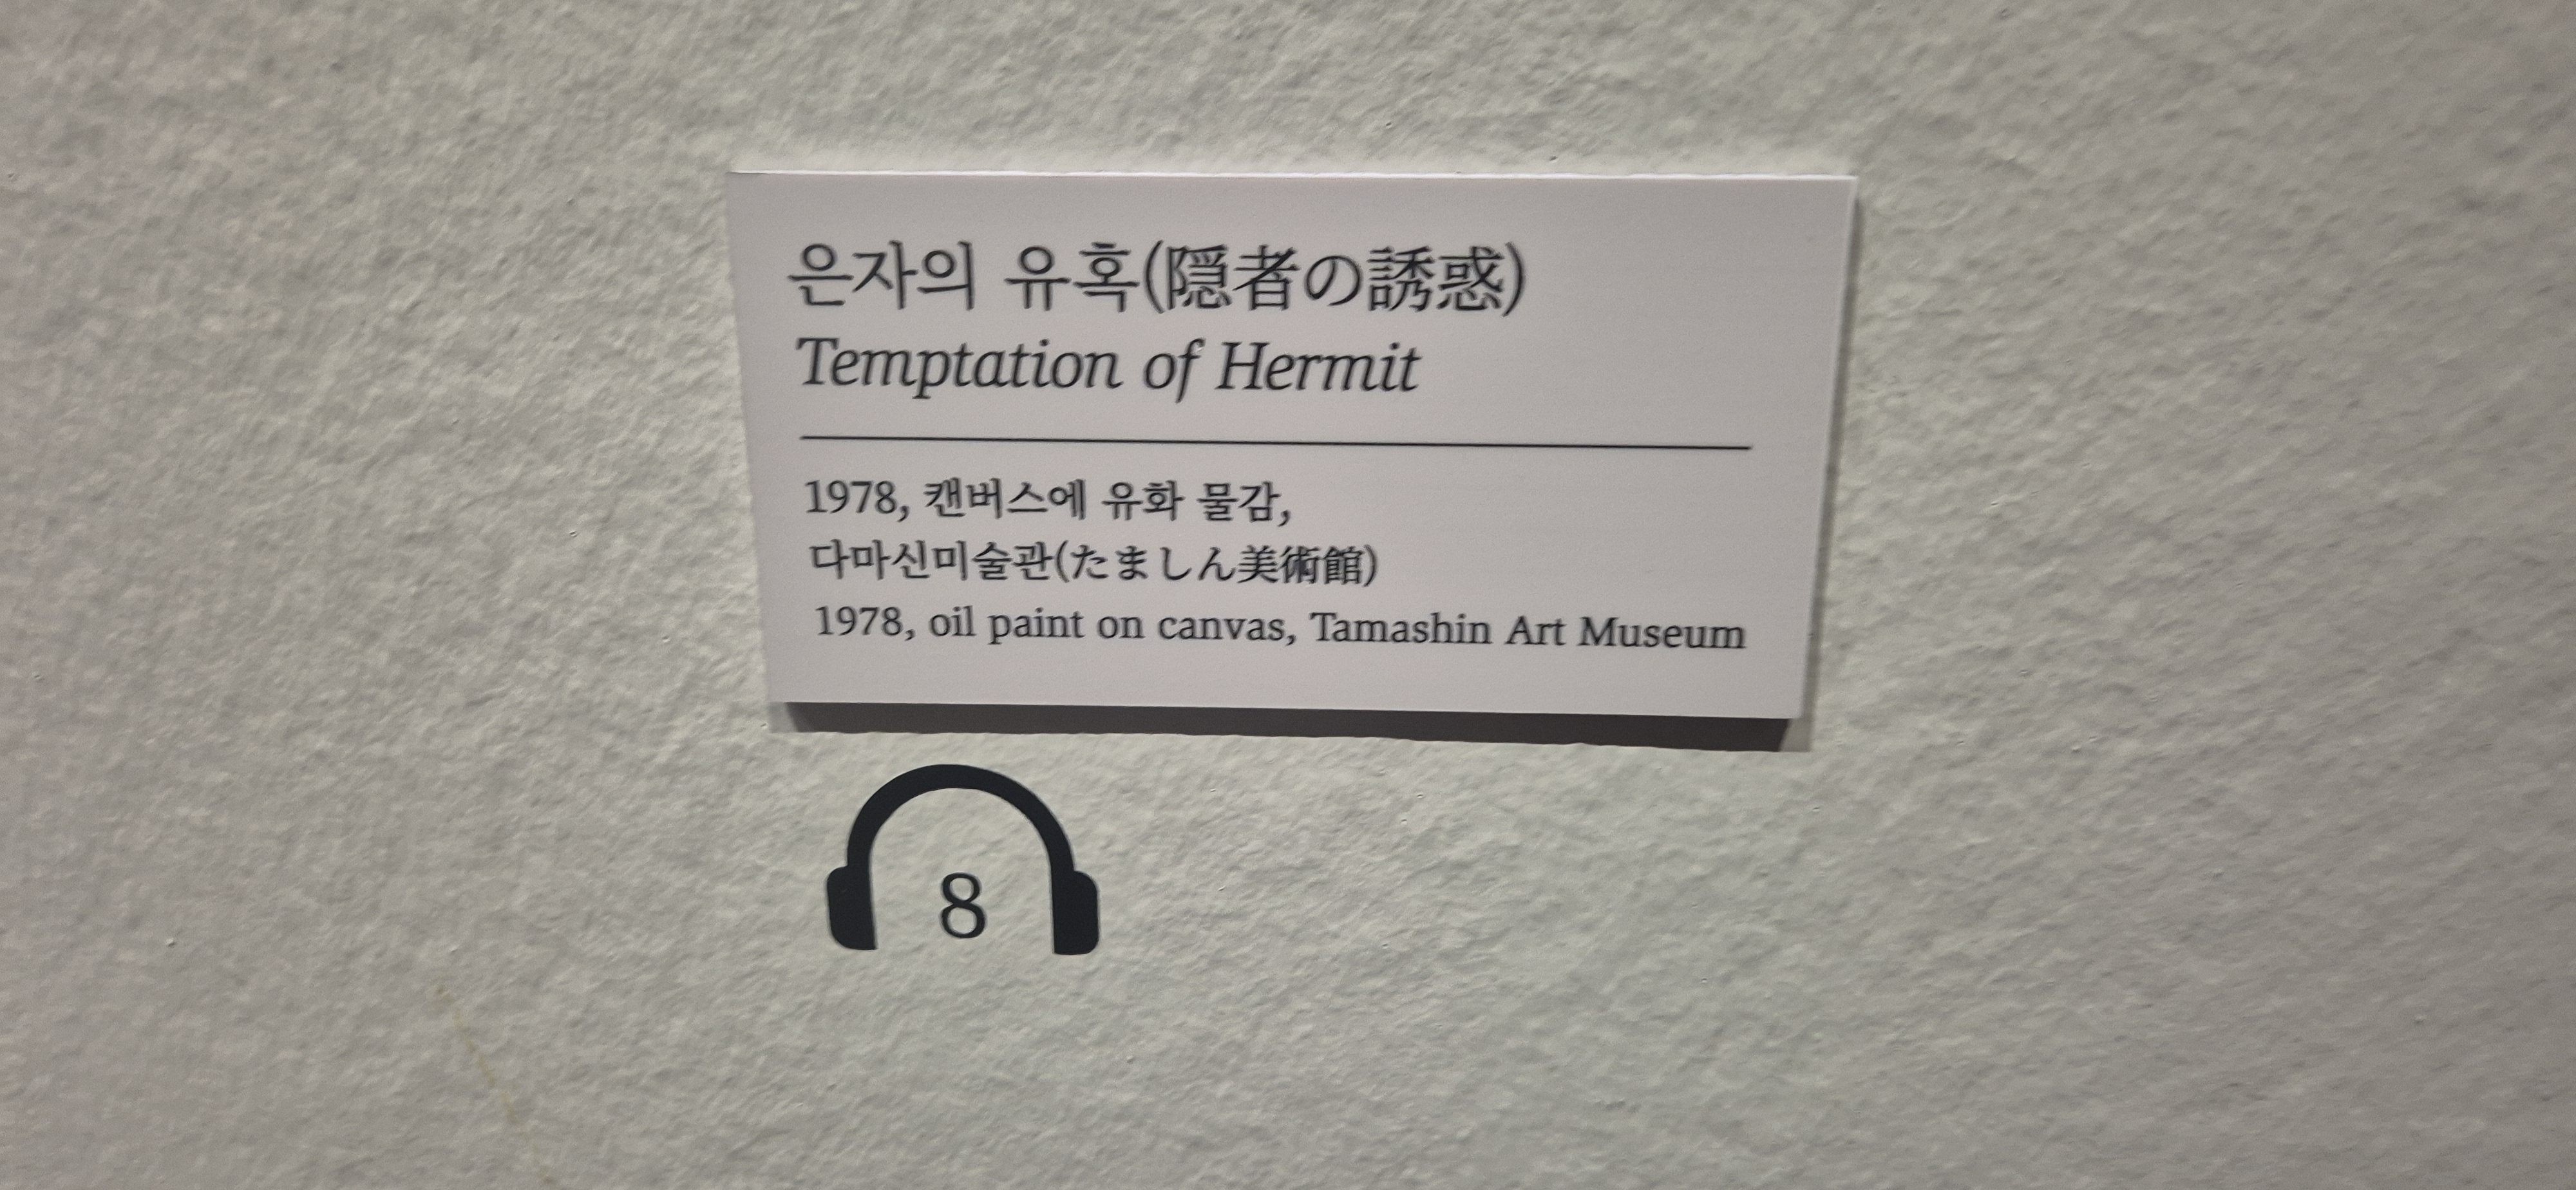 은자의 유혹(隠者の誘惑)
Temptation of Hermit
1978, 캔버스에 유화 물감,
다마신미술관(たましん美術館)
1978, oil paint on canvas, Tamashin Art Museum
8